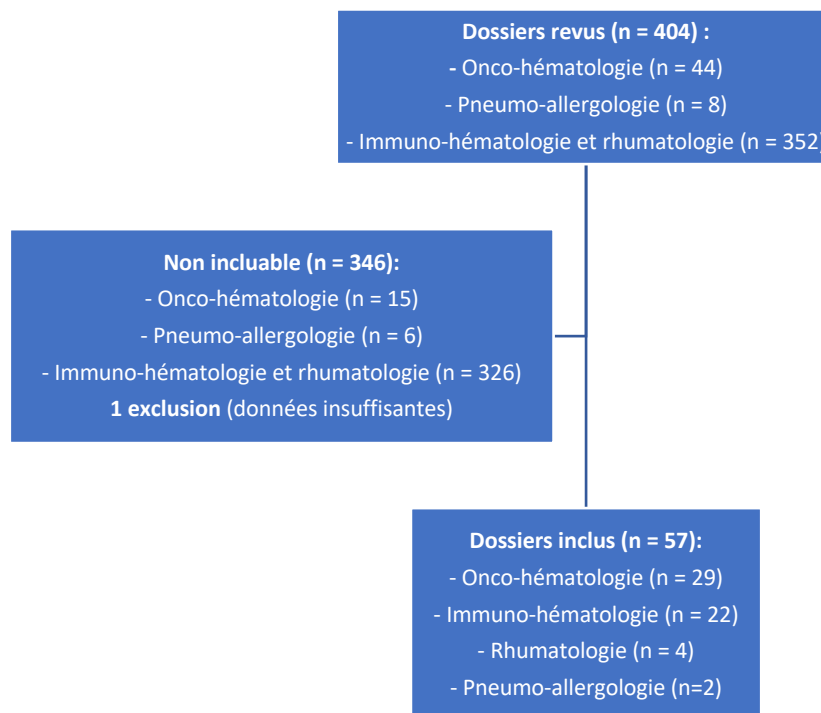 Dossiers revus (n = 404) :
- Onco-hématologie (n = 44)
- Pneumo-allergologie (n = 8)
- Immuno-hématologie et rhumatologie (n = 352)
Non incluable (n = 346):
- Onco-hématologie (n = 15)
- Pneumo-allergologie (n = 6)
- Immuno-hématologie et rhumatologie (n = 326)
1 exclusion (données insuffisantes)
Dossiers inclus (n = 57):
- Onco-hématologie (n = 29)
- Immuno-hématologie (n = 22)
- Rhumatologie (n = 4)
- Pneumo-allergologie (n=2)